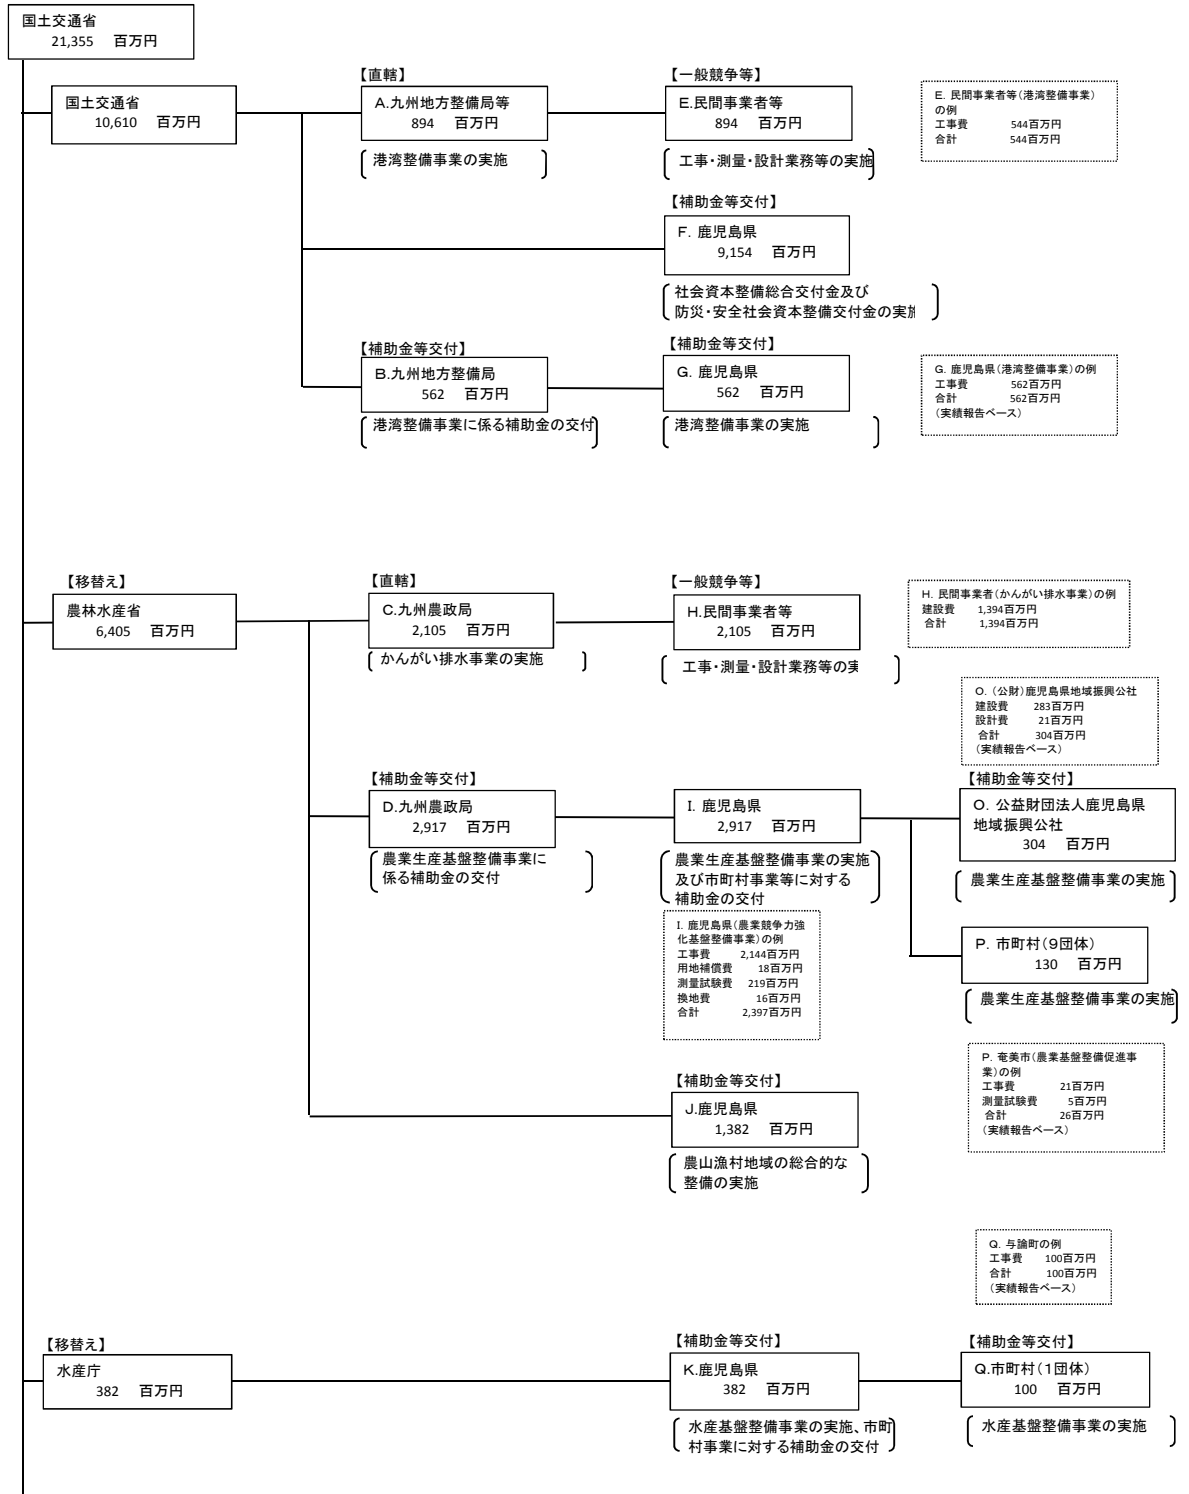 国土交通省
21,355 百万円
国土交通省
10,610 百万円
【直轄】
A.九州地方整備局等
894 百万円
港湾整備事業の実施
【一般競争等】
E.民間事業者等
894 百万円
工事・測量・設計業務等の実施
E. 民間事業者等(港湾整備事業)
の例
工事費 544百万円
合計 544百万円
【補助金等交付】
F. 鹿児島県
9,154 百万円
社会資本整備総合交付金及び
防災・安全社会資本整備交付金の実施
【補助金等交付】
B.九州地方整備局
562 百万円
港湾整備事業に係る補助金の交付
【補助金等交付】
G. 鹿児島県
562 百万円
港湾整備事業の実施
G. 鹿児島県(港湾整備事業)の例
工事費 562百万円
合計 562百万円
(実績報告ベース)
【移替え】
農林水産省
6,405 百万円
【直轄】
C.九州農政局
2,105 百万円
かんがい排水事業の実施
【一般競争等】
H.民間事業者等
2,105 百万円
工事・測量・設計業務等の実
H. 民間事業者(かんがい排水事業)の例
建設費 1,394百万円
合計 1,394百万円
O. (公財)鹿児島県地域振興公社
建設費 283百万円
設計費 21百万円
合計 304百万円
(実績報告ベース)
【補助金等交付】
D.九州農政局
2,917 百万円
農業生産基盤整備事業に
係る補助金の交付
I. 鹿児島県
2,917 百万円
農業生産基盤整備事業の実施
及び市町村事業等に対する
補助金の交付
【補助金等交付】
O. 公益財団法人鹿児島県
地域振興公社
304 百万円
農業生産基盤整備事業の実施
I. 鹿児島県(農業競争力強
化基盤整備事業)の例
工事費 2,144百万円
用地補償費 18百万円
測量試験費 219百万円
換地費 16百万円
合計 2,397百万円
P. 市町村(9団体)
130 百万円
農業生産基盤整備事業の実施
P. 奄美市(農業基盤整備促進事
業)の例
工事費 21百万円
測量試験費 5百万円
合計 26百万円
(実績報告ベース)
【補助金等交付】
J.鹿児島県
1,382 百万円
農山漁村地域の総合的な
整備の実施
Q. 与論町の例
工事費 100百万円
合計 100百万円
(実績報告ベース)
【移替え】
水産庁
382 百万円
【補助金等交付】
K.鹿児島県
382 百万円
水産基盤整備事業の実施、市町
村事業に対する補助金の交付
【補助金等交付】
Q.市町村(1団体)
100 百万円
水産基盤整備事業の実施